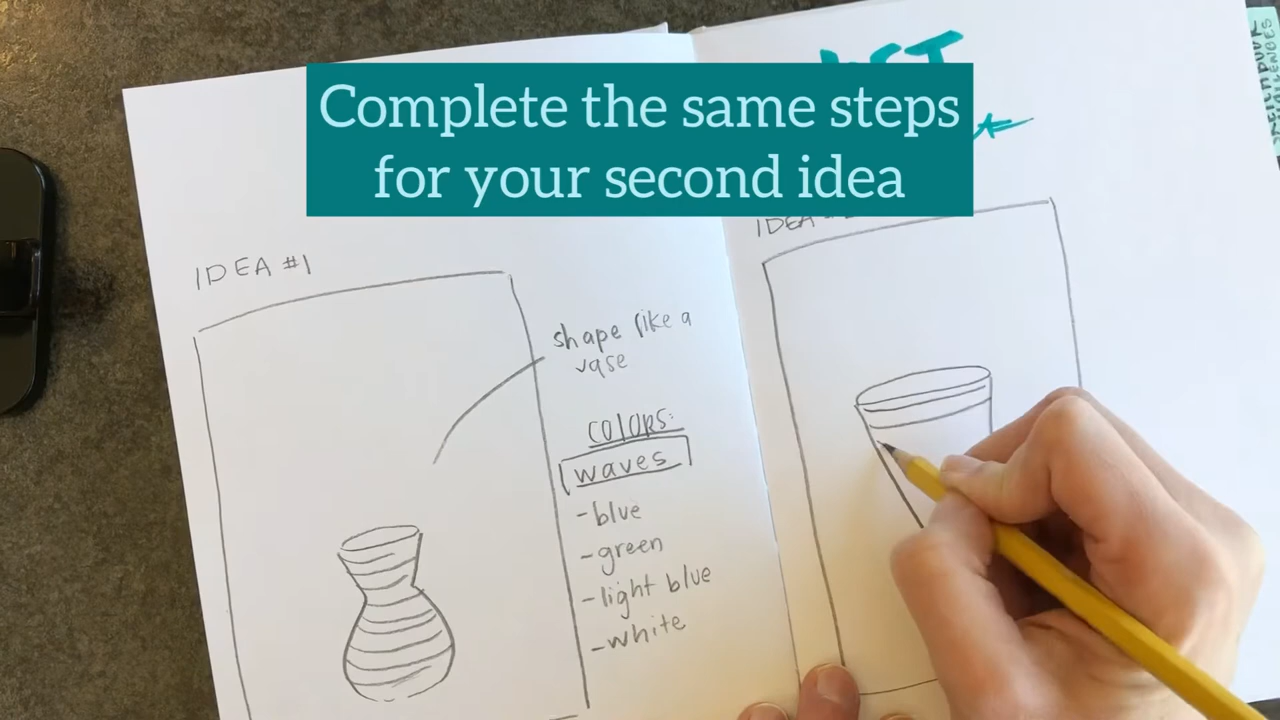 Complete the same steps
for your second idea
IDEA #1
shape like a
vase
COLORS:
waves
-blue
-green
-light blue
-white
IDEA